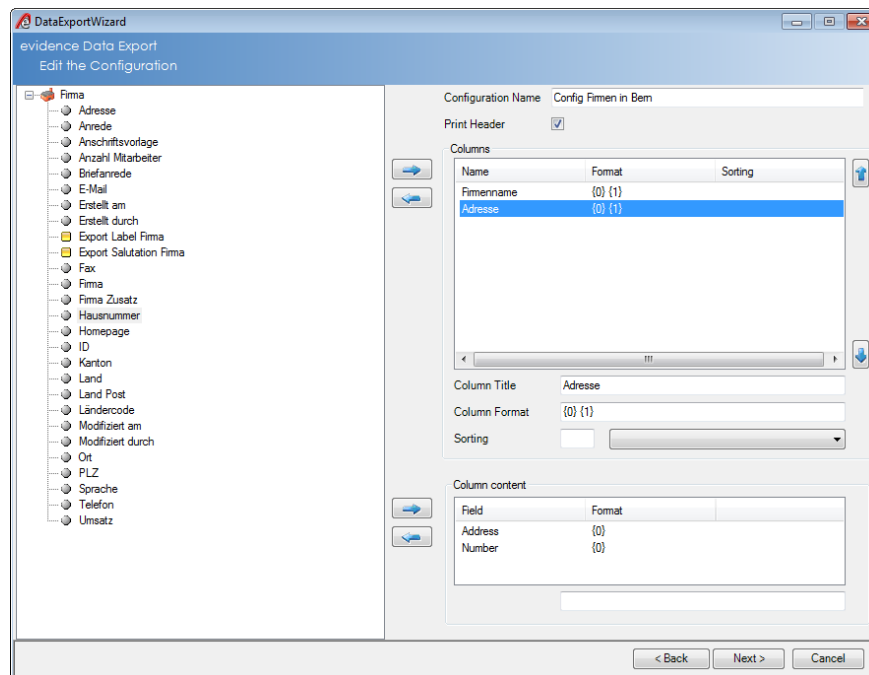 DataExportWizard
evidence Data Export
Edit the Configuration
Firma
Adresse
Anrede
Anschriftsvorlage
Anzahl Mitarbeiter
Briefanrede
E-Mail
Erstellt am
Erstellt durch
Export Label Firma
Export Salutation Firma
Fax
Firma
Firma Zusatz
Hausnummer
Homepage
ID
Kanton
Land
Land Post
Ländercode
Modifiziert am
Modifiziert durch
Ort
PLZ
Sprache
Telefon
Umsatz
Configuration Name Config Firmen in Bern
Print Header
Columns
Name Format Sorting
Firmenname {0} {1}
Adresse {0} {1}
Column Title Adresse
Column Format {0} {1}
Sorting
Column content
Field Format
Address {0}
Number {0}
< Back Next > Cancel